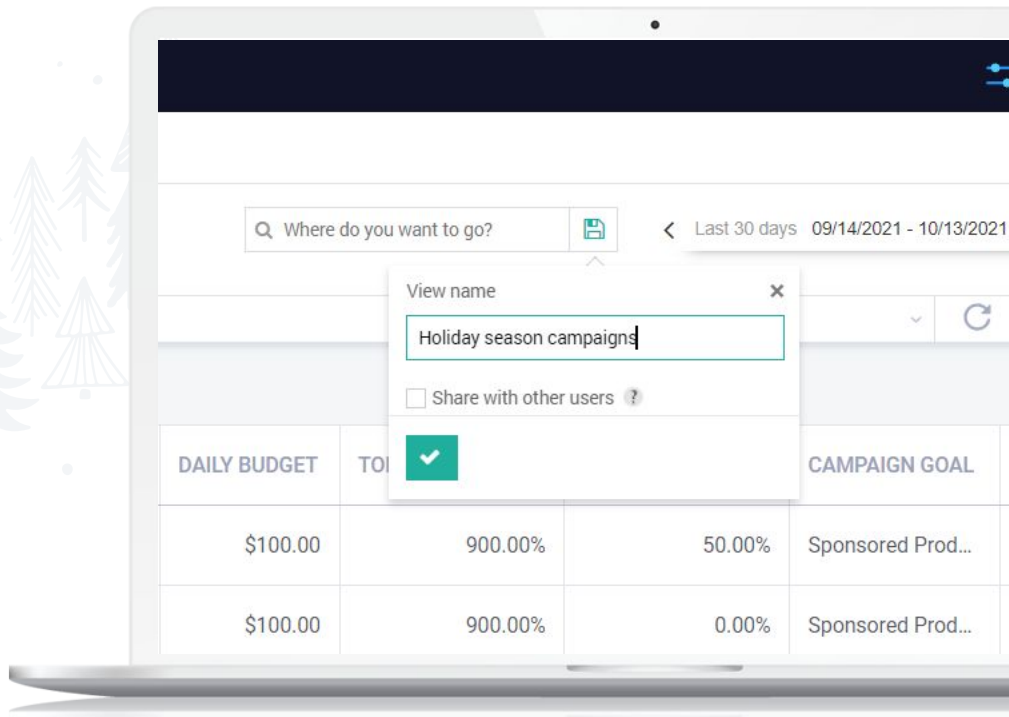 Where do you want to go?
Last 30 days 09/14/2021 - 10/13/2021
View name
Holiday season campaigns
Share with other users ?
DAILY BUDGET
CAMPAIGN GOAL
$100.00 900.00% 50.00% Sponsored Prod...
$100.00 900.00% 0.00% Sponsored Prod...